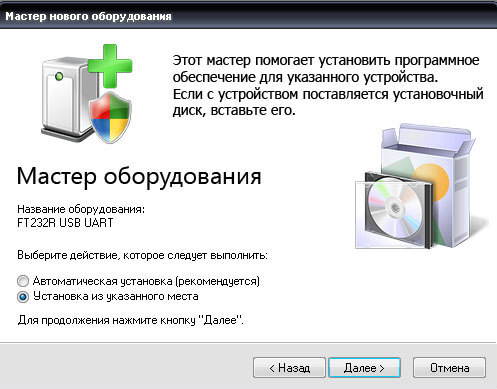 Мастер нового оборудования
Этот мастер помогает установить программное
обеспечение для указанного устройства.
Если с устройством поставляется установочный
диск, вставьте его.
Мастер оборудования
Название оборудования:
FT232R USB UART
Выберите действие, которое следует выполнить:
Автоматическая установка (рекомендуется)
Установка из указанного места
Для продолжения нажмите кнопку "Далее".
< Назад
Далее >
Отмена